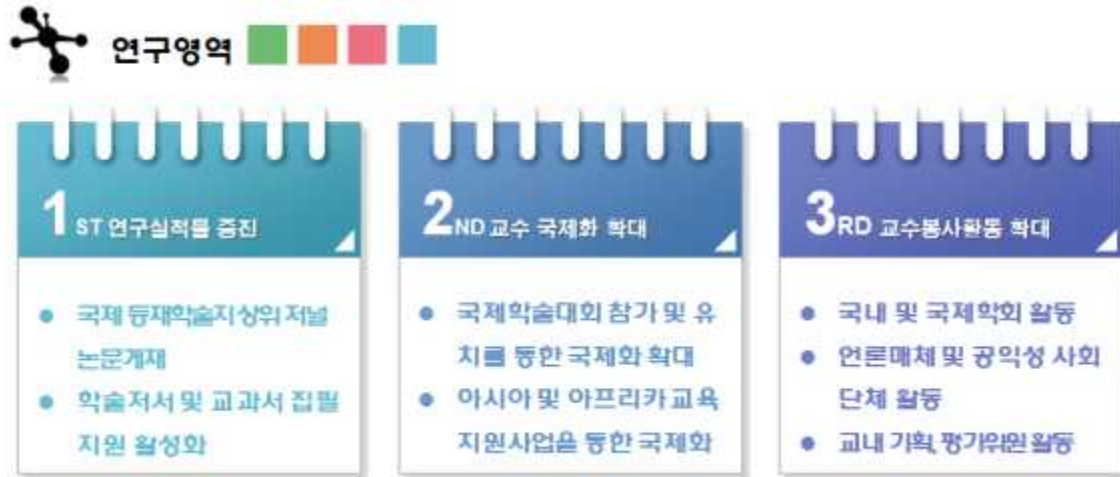 연구영역
1ST 연구실적물 증진
국제 등재학술지 상위 저널
논문게재
학술저서 및 교과서 집필
지원 활성화
2ND 교수 국제화 확대
국제학술대회 참가 및 유
치를 통한 국제화 확대
아시아 및 아프리카 교육
지원사업을 통한 국제화
3RD 교수봉사활동 확대
국내 및 국제학회 활동
언론매체 및 공익성 사회
단체 활동
교내 기획, 평가위원 활동